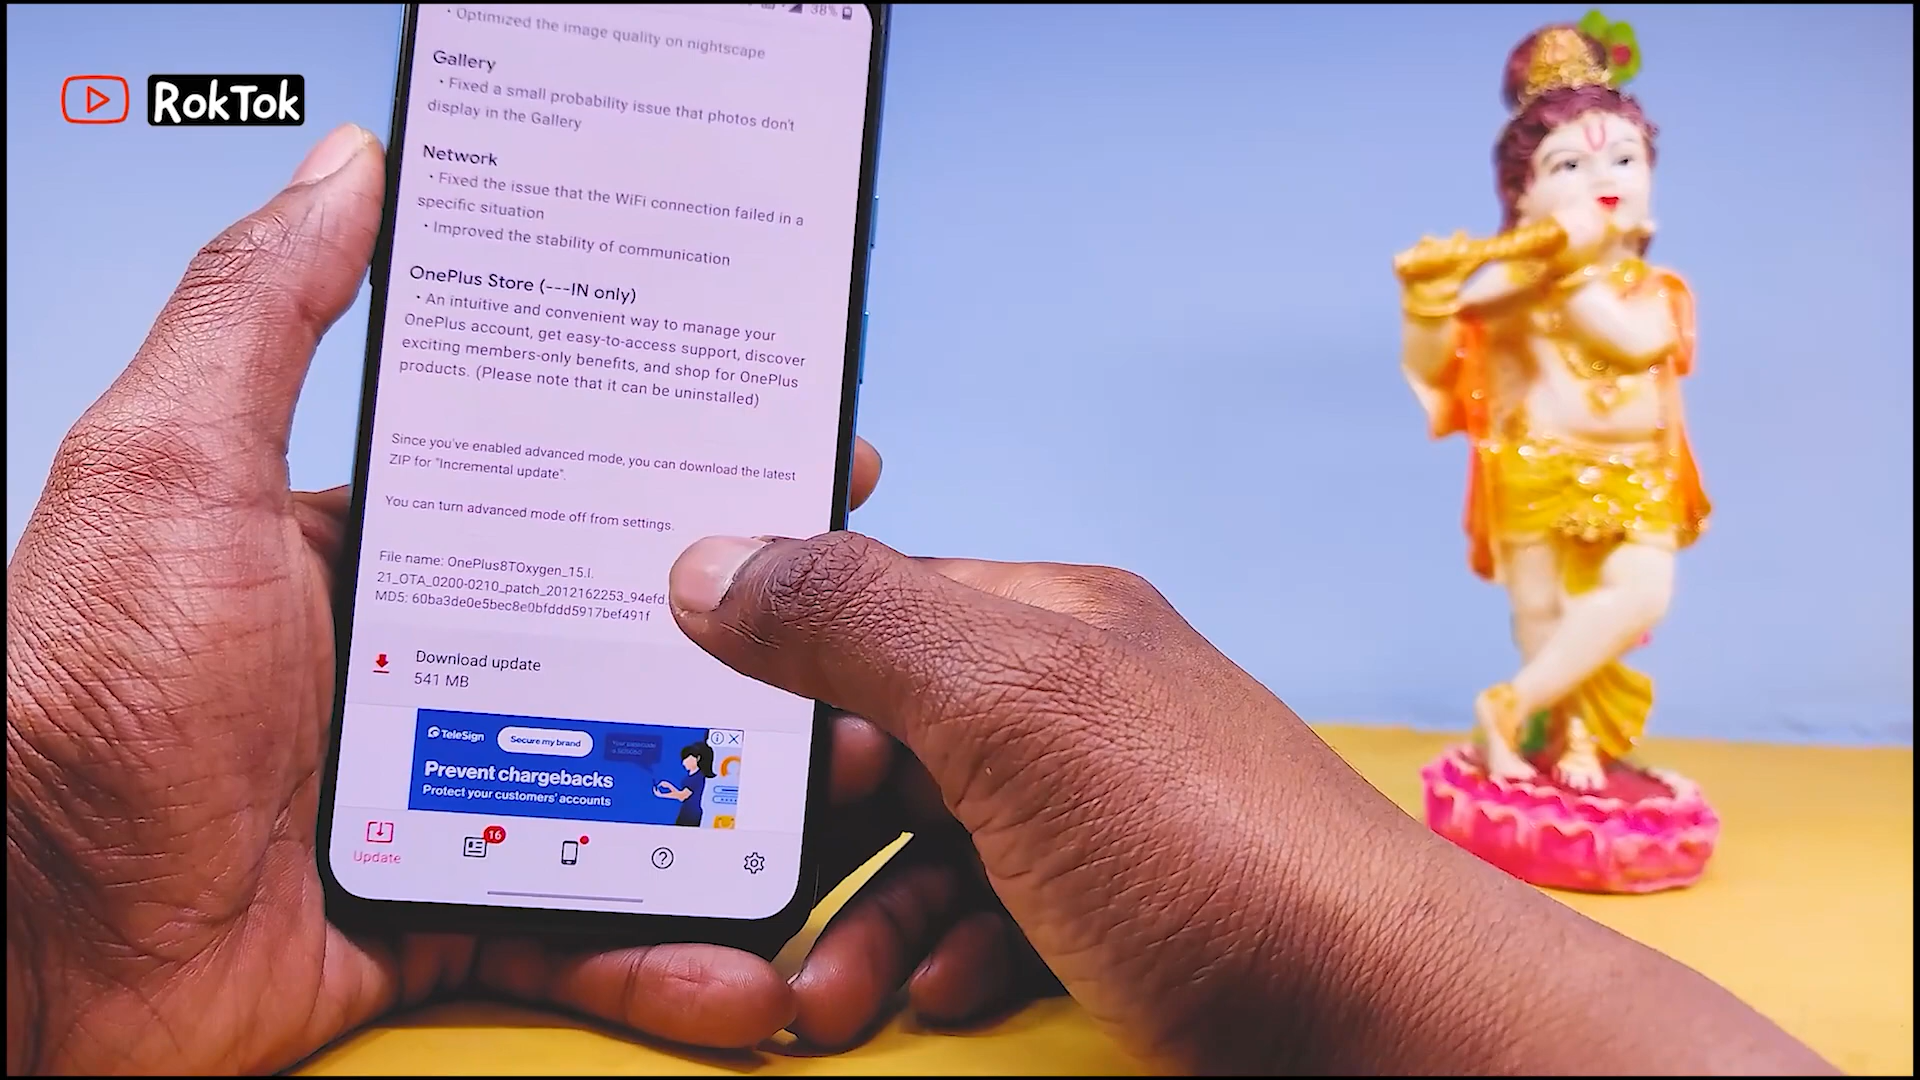 RokTok
38%
• Optimized the image quality on nightscape
Gallery
• Fixed a small probability issue that photos don't
display in the Gallery
Network
• Fixed the issue that the WiFi connection failed in a
specific situation
• Improved the stability of communication
OnePlus Store (---IN only)
• An intuitive and convenient way to manage your
OnePlus account, get easy-to-access support, discover
exciting members-only benefits, and shop for OnePlus
products. (Please note that it can be uninstalled)
Since you've enabled advanced mode, you can download the latest
ZIP for "Incremental update".
You can turn advanced mode off from settings.
File name: OnePlus8TOxygen_15.I.
21_OTA_0200-0210_patch_2012162253_94efd
MD5: 60ba3de0e5bec8e0bfddd5917bef491f
Download update
541 MB
TeleSign
Secure my brand
Prevent chargebacks
Protect your customers' accounts
16
Update